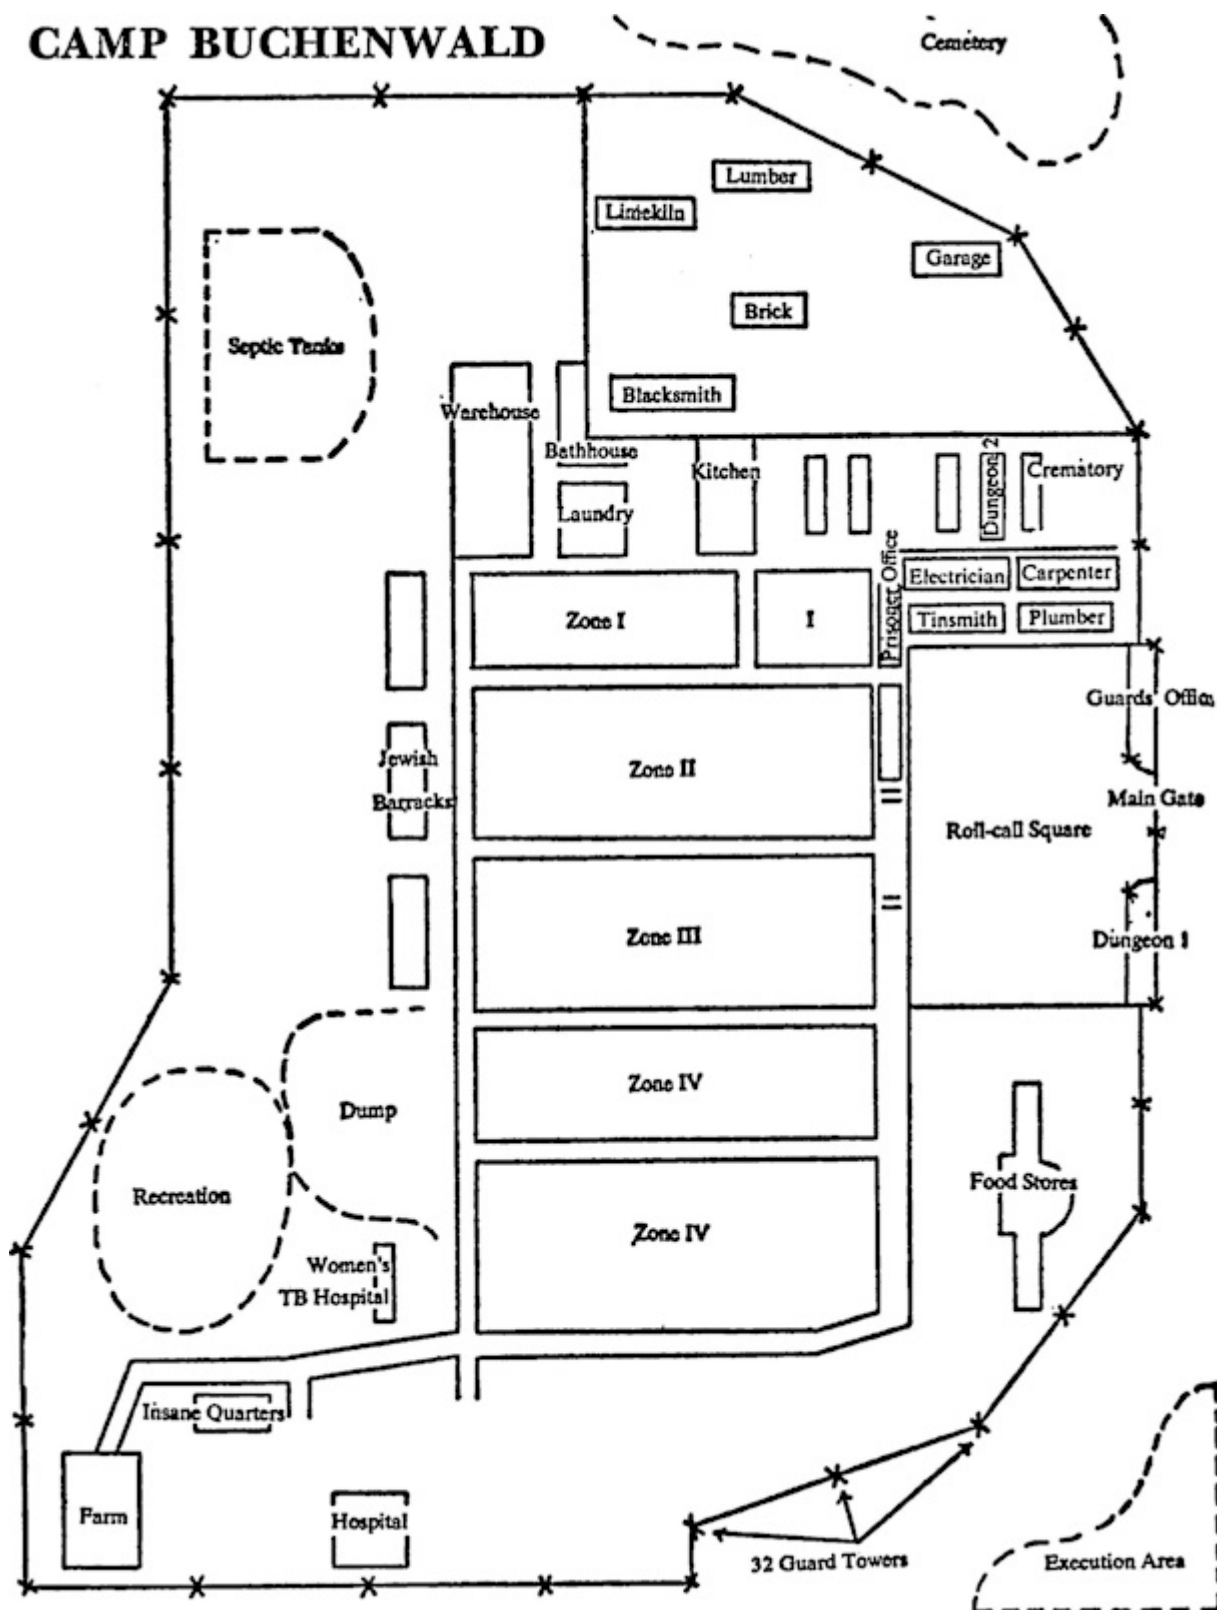 CAMP BUCHENWALD
Cemetery
Lumber
Limekiln
Garage
Septic Tanks
Brick
Blacksmith
Warehouse
Bathhouse
Kitchen
Dungeon 2
Crematory
Laundry
Prisoner Office
Electrician
Carpenter
Zone I
I
Tinsmith
Plumber
Guards' Office
Jewish
Barracks
Zone II
Main Gate
Roll-call Square
Zone III
Dungeon 1
Zone IV
Dump
Recreation
Food Stores
Zone IV
Women's
TB Hospital
Insane Quarters
Farm
Hospital
32 Guard Towers
Execution Area